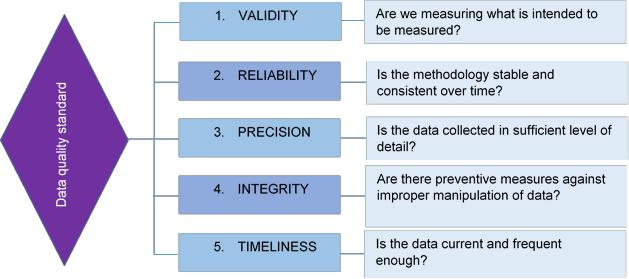 Data quality standard
1. VALIDITY
Are we measuring what is intended to
be measured?
2. RELIABILITY
Is the methodology stable and
consistent over time?
3. PRECISION
Is the data collected in sufficient level of
detail?
4. INTEGRITY
Are there preventive measures against
improper manipulation of data?
5. TIMELINESS
Is the data current and frequent
enough?